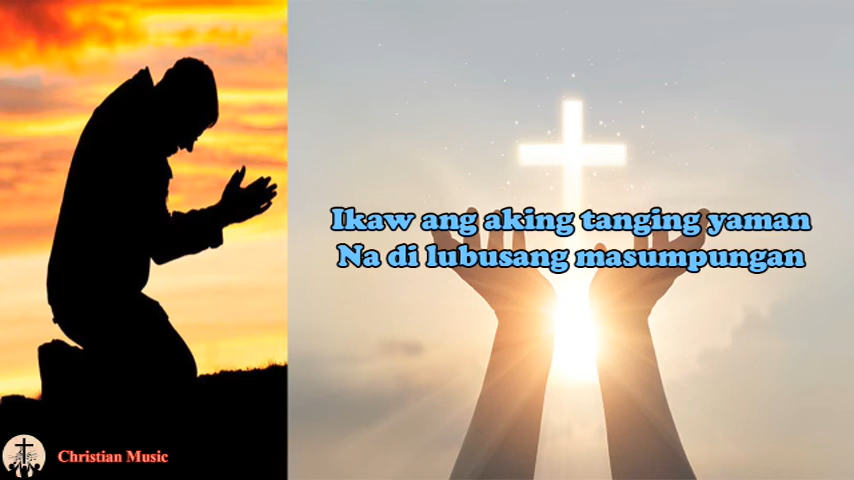 Ikaw ang aking tanging yaman
Na di lubusang masumpungan
Christian Music